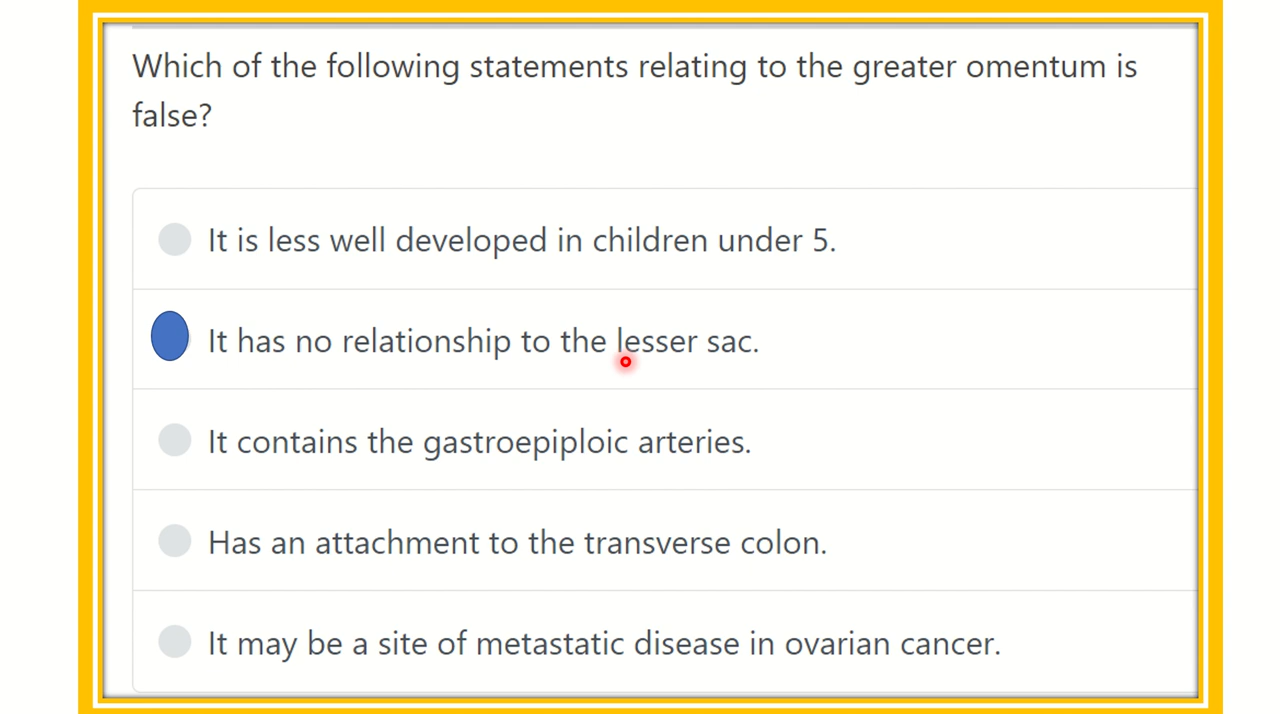 Which of the following statements relating to the greater omentum is
false?
It is less well developed in children under 5.
It has no relationship to the lesser sac.
It contains the gastroepiploic arteries.
Has an attachment to the transverse colon.
It may be a site of metastatic disease in ovarian cancer.